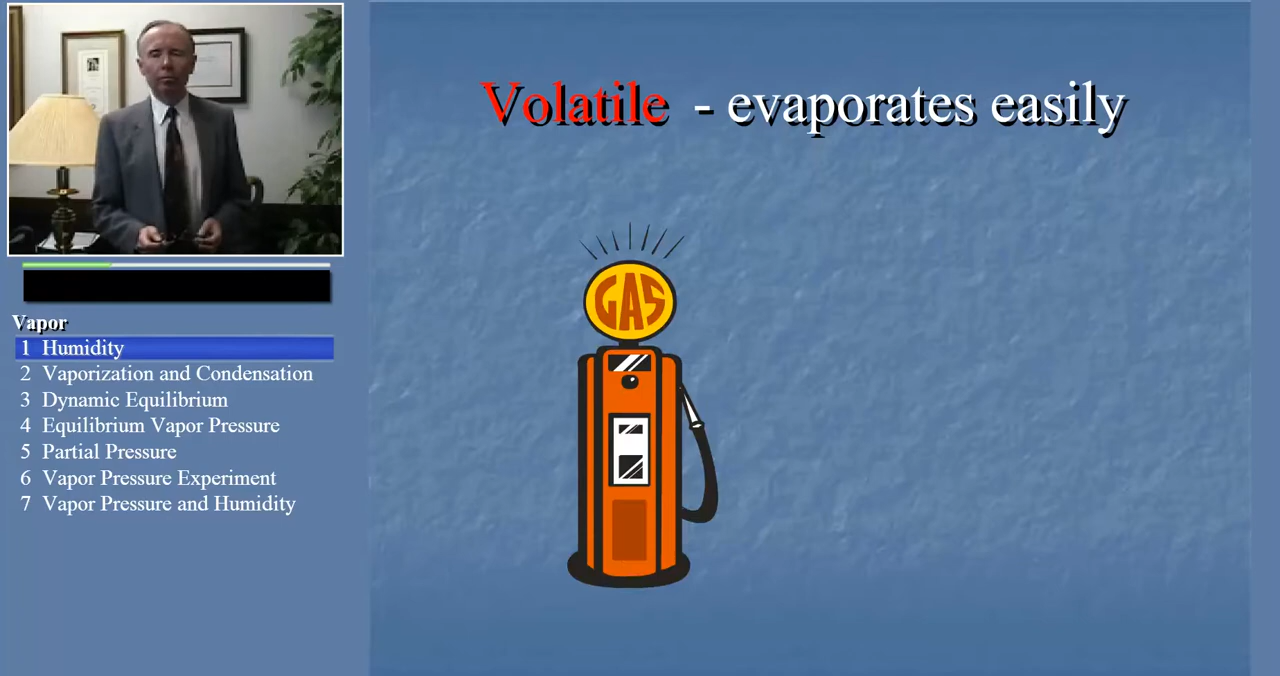 Volatile - evaporates easily
GAS
Vapor
1 Humidity
2 Vaporization and Condensation
3 Dynamic Equilibrium
4 Equilibrium Vapor Pressure
5 Partial Pressure
6 Vapor Pressure Experiment
7 Vapor Pressure and Humidity